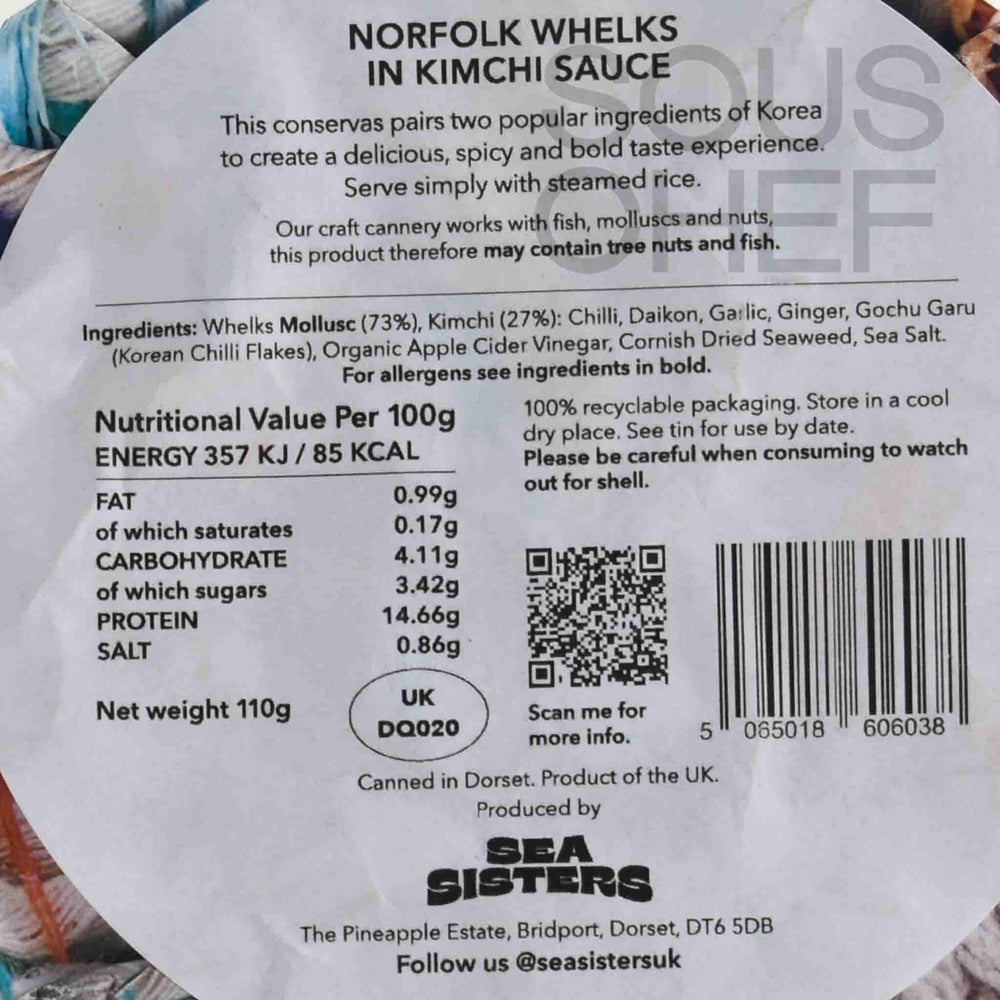 NORFOLK WHELKS
IN KIMCHI SAUCE
SOUS
CHEF
This conservas pairs two popular ingredients of Korea
to create a delicious, spicy and bold taste experience.
Serve simply with steamed rice.
Our craft cannery works with fish, molluscs and nuts,
this product therefore may contain tree nuts and fish.
Ingredients: Whelks Mollusc (73%), Kimchi (27%): Chilli, Daikon, Garlic, Ginger, Gochu Garu
(Korean Chilli Flakes), Organic Apple Cider Vinegar, Cornish Dried Seaweed, Sea Salt.
For allergens see ingredients in bold.
Nutritional Value Per 100g
ENERGY 357 KJ / 85 KCAL
FAT 0.99g
of which saturates 0.17g
CARBOHYDRATE 4.11g
of which sugars 3.42g
PROTEIN 14.66g
SALT 0.86g
Net weight 110g
UK
DQ020
100% recyclable packaging. Store in a cool
dry place. See tin for use by date.
Please be careful when consuming to watch
out for shell.
Scan me for
more info.
5 065018 606038
Canned in Dorset. Product of the UK.
Produced by
SEA
SISTERS
The Pineapple Estate, Bridport, Dorset, DT6 5DB
Follow us @seasistersuk